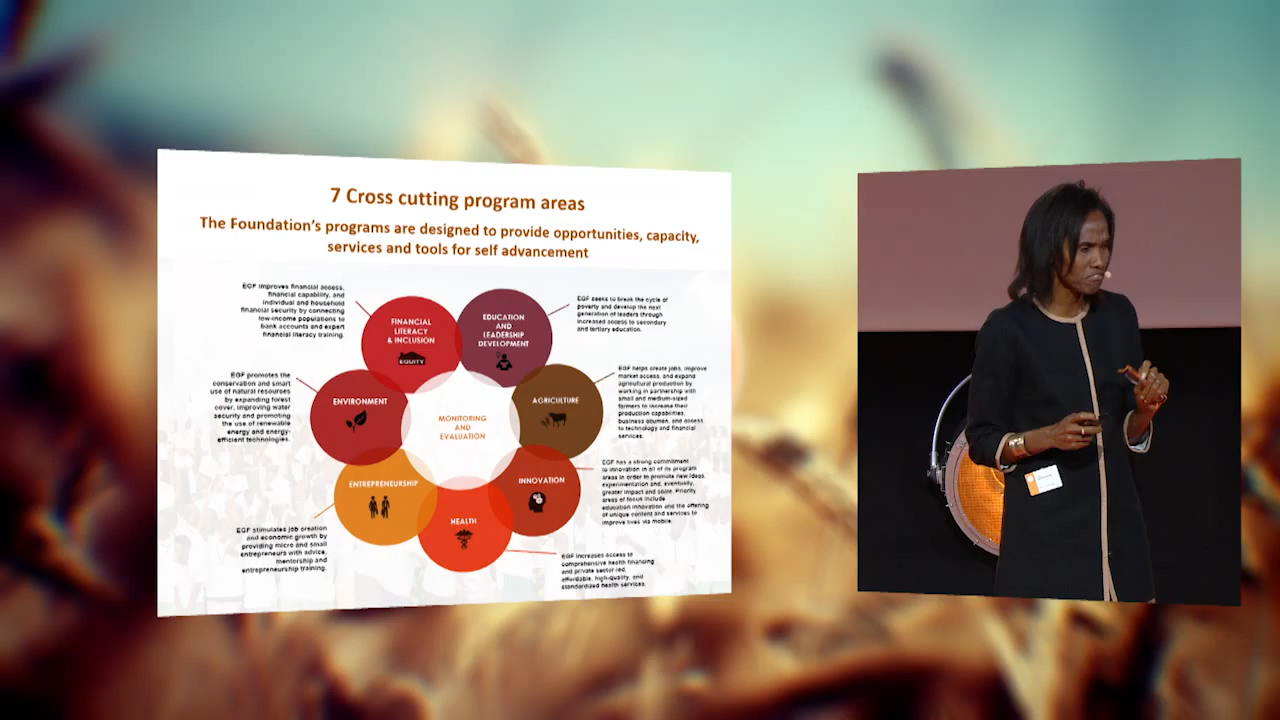 7 Cross cutting program areas
The Foundation's programs are designed to provide opportunities, capacity,
services and tools for self advancement
EGF improves financial access,
financial capability, and
individual and household
financial security by connecting
low-income populations to
bank accounts and expert
financial literacy training.
FINANCIAL
LITERACY
& INCLUSION
EQUITY
EDUCATION
AND
LEADERSHIP
DEVELOPMENT
EGF seeks to break the cycle of
poverty and develop the next
generation of leaders through
increased access to secondary
and tertiary education.
EGF promotes the
conservation and smart
use of natural resources
by expanding forest
cover, improving water
security and promoting
the use of renewable
energy and energy-
efficient technologies.
ENVIRONMENT
MONITORING
AND
EVALUATION
AGRICULTURE
EGF helps create jobs, improve
market access, and expand
agricultural production by
working in partnership with
small and medium-sized
farmers to increase their
production capabilities,
business acumen, and access
to technology and financial
services.
ENTREPRENEURSHIP
HEALTH
INNOVATION
EGF has a strong commitment
to innovation in all of its program
areas in order to promote new ideas,
experimentation and, eventually,
greater impact and scale. Priority
areas of focus include
education innovation and the offering
of unique content and services to
improve lives via mobile.
EGF stimulates job creation
and economic growth by
providing micro and small
entrepreneurs with advice,
mentorship and
entrepreneurship training.
EGF increases access to
comprehensive health financing
and private sector led,
affordable, high-quality, and
standardized health services.